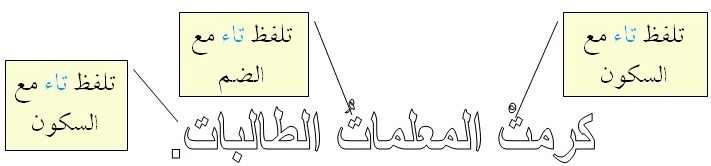 تلفظ تاء مع
السكون
تلفظ تاء مع
الضم
تلفظ تاء مع
السكون
كرمتْ المعلماتُ الطالبات.